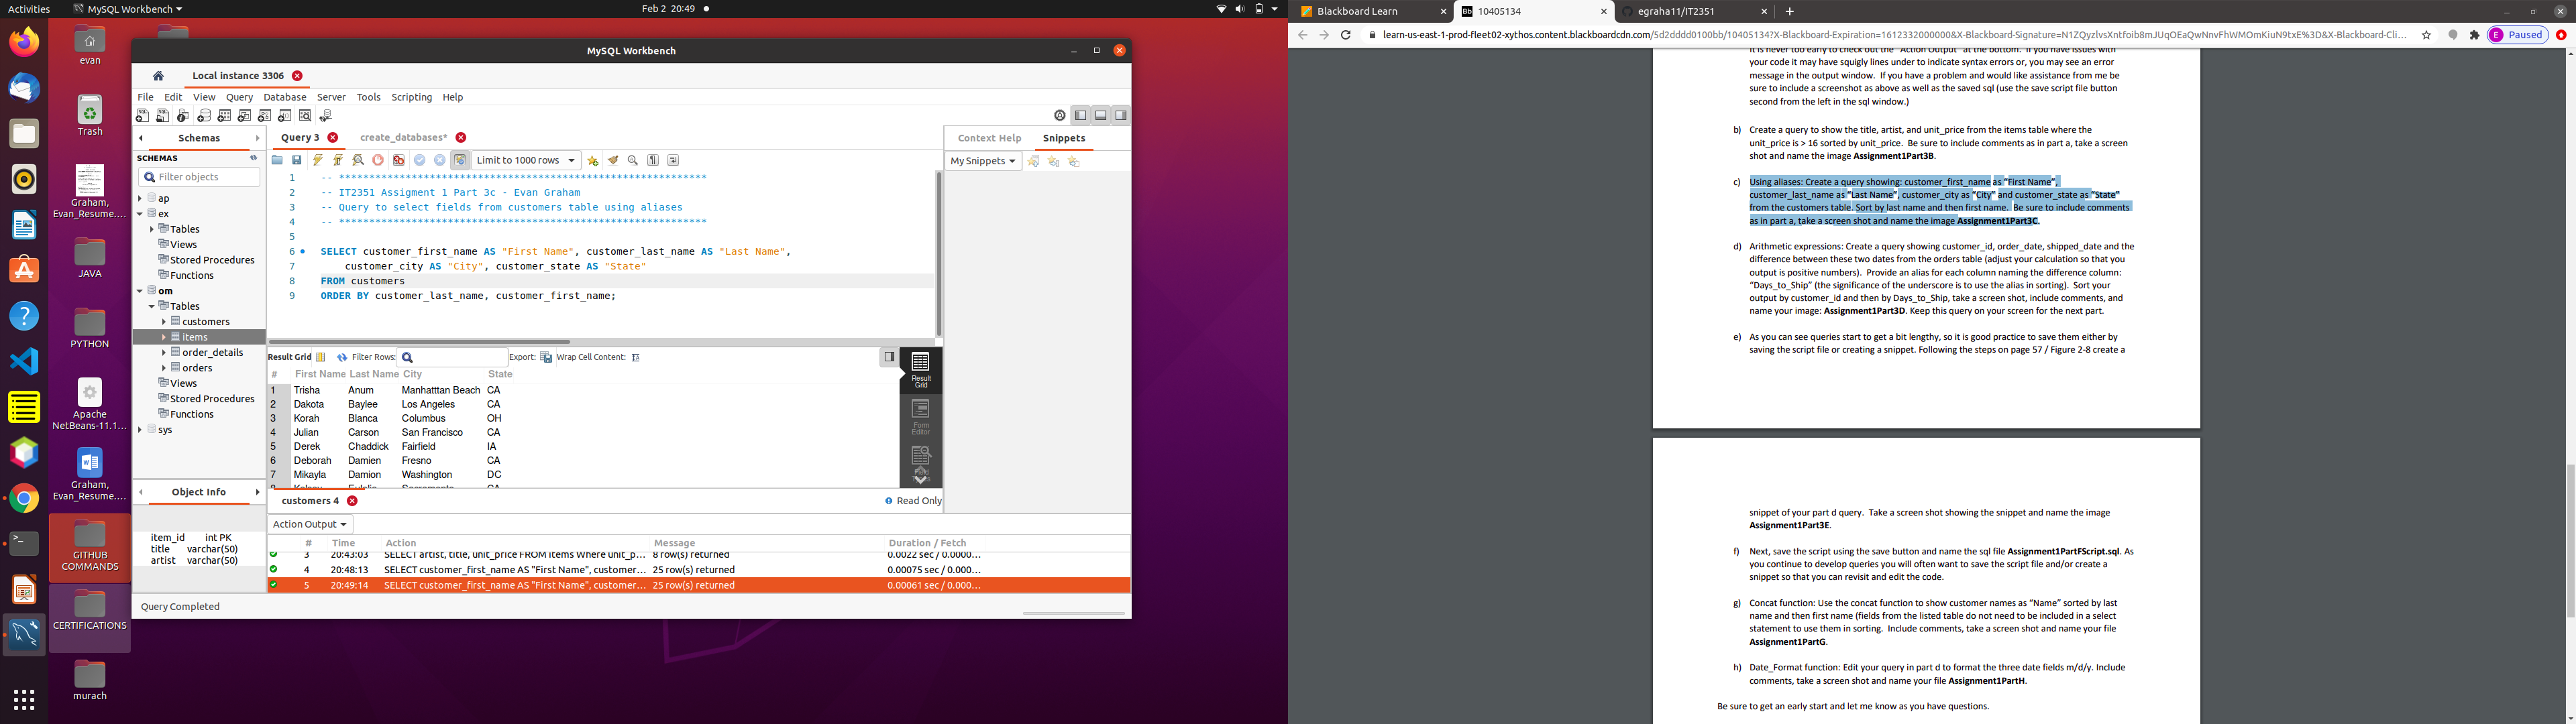 Activities
MySQL Workbench
Feb 2 20:49
evan
Trash
Graham,
Evan_Resume....
JAVA
PYTHON
Apache
NetBeans-11.1...
Graham,
Evan_Resume....
GITHUB
COMMANDS
CERTIFICATIONS
murach
MySQL Workbench
Local instance 3306
File Edit View Query Database Server Tools Scripting Help
Schemas
SCHEMAS
Filter objects
ap
ex
Tables
Views
Stored Procedures
Functions
om
Tables
customers
items
order_details
orders
Views
Stored Procedures
Functions
sys
Object Info
item_id int PK
title varchar(50)
artist varchar(50)
Query Completed
Query 3
create_databases*
Limit to 1000 rows
1 -- *************************************************************
2 -- IT2351 Assigment 1 Part 3c - Evan Graham
3 -- Query to select fields from customers table using aliases
4 -- *************************************************************
5
6 SELECT customer_first_name AS "First Name", customer_last_name AS "Last Name",
7 customer_city AS "City", customer_state AS "State"
8 FROM customers
9 ORDER BY customer_last_name, customer_first_name;
Result Grid Filter Rows: Export: Wrap Cell Content:
# First Name Last Name City State
1 Trisha Anum Manhatttan Beach CA
2 Dakota Baylee Los Angeles CA
3 Korah Blanca Columbus OH
4 Julian Carson San Francisco CA
5 Derek Chaddick Fairfield IA
6 Deborah Damien Fresno CA
7 Mikayla Damion Washington DC
Result
Grid
Form
Editor
customers 4
Read Only
Context Help Snippets
My Snippets
Action Output
# Time Action Message Duration / Fetch
3 20:43:03 SELECT artist, title, unit_price FROM items Where unit_p... 8 row(s) returned 0.0022 sec / 0.0000...
4 20:48:13 SELECT customer_first_name AS "First Name", customer... 25 row(s) returned 0.00075 sec / 0.000...
5 20:49:14 SELECT customer_first_name AS "First Name", customer... 25 row(s) returned 0.00061 sec / 0.000...
Blackboard Learn
Bb 10405134
egraha11/IT2351
E Paused
it is never too early to check out the "Action Output" at the bottom. If you have issues with
your code it may have squigly lines under to indicate syntax errors or, you may see an error
message in the output window. If you have a problem and would like assistance from me be
sure to include a screenshot as above as well as the saved sql (use the save script file button
second from the left in the sql window.)
b) Create a query to show the title, artist, and unit_price from the items table where the
unit_price is > 16 sorted by unit_price. Be sure to include comments as in part a, take a screen
shot and name the image Assignment1Part3B.
c) Using aliases: Create a query showing: customer_first_name as "First Name",
customer_last_name as "Last Name", customer_city as "City" and customer_state as "State"
from the customers table. Sort by last name and then first name. Be sure to include comments
as in part a, take a screen shot and name the image Assignment1Part3C.
d) Arithmetic expressions: Create a query showing customer_id, order_date, shipped_date and the
difference between these two dates from the orders table (adjust your calculation so that you
output is positive numbers). Provide an alias for each column naming the difference column:
"Days_to_Ship" (the significance of the underscore is to use the alias in sorting). Sort your
output by customer_id and then by Days_to_Ship, take a screen shot, include comments, and
name your image: Assignment1Part3D. Keep this query on your screen for the next part.
e) As you can see queries start to get a bit lengthy, so it is good practice to save them either by
saving the script file or creating a snippet. Following the steps on page 57 / Figure 2-8 create a
snippet of your part d query. Take a screen shot showing the snippet and name the image
Assignment1Part3E.
f) Next, save the script using the save button and name the sql file Assignment1PartFScript.sql. As
you continue to develop queries you will often want to save the script file and/or create a
snippet so that you can revisit and edit the code.
g) Concat function: Use the concat function to show customer names as "Name" sorted by last
name and then first name (fields from the listed table do not need to be included in a select
statement to use them in sorting. Include comments, take a screen shot and name your file
Assignment1PartG.
h) Date_Format function: Edit your query in part d to format the three date fields m/d/y. Include
comments, take a screen shot and name your file Assignment1PartH.
Be sure to get an early start and let me know as you have questions.